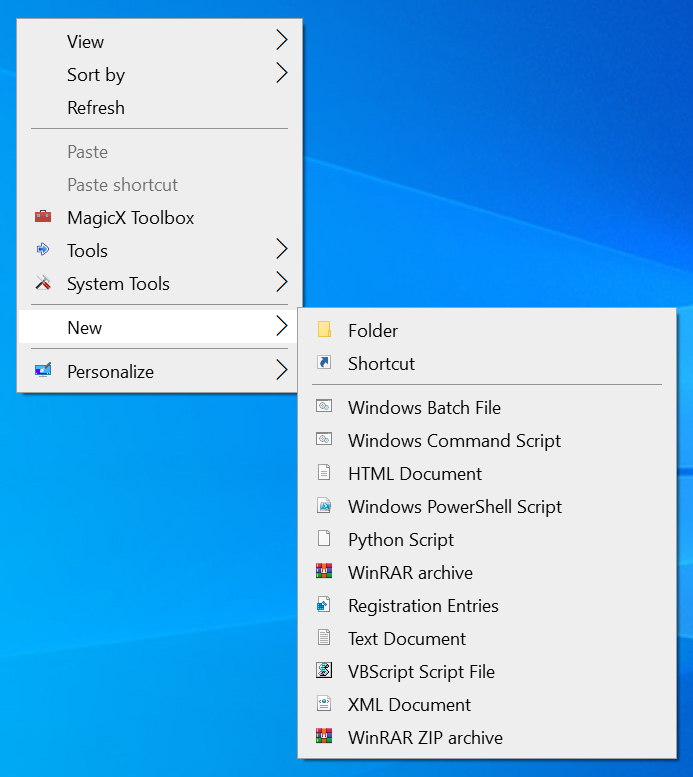 View
Sort by
Refresh
Paste
Paste shortcut
MagicX Toolbox
Tools
System Tools
New
Personalize
Folder
Shortcut
Windows Batch File
Windows Command Script
HTML Document
Windows PowerShell Script
Python Script
WinRAR archive
Registration Entries
Text Document
VBScript Script File
XML Document
WinRAR ZIP archive